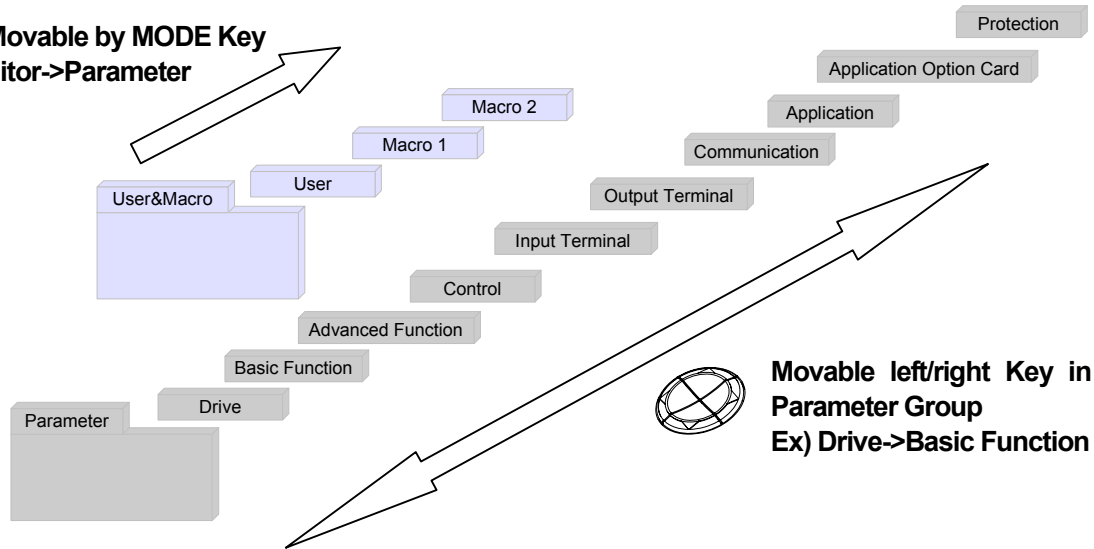 Movable by MODE Key
itor->Parameter
Protection
Application Option Card
Macro 2
Application
Macro 1
Communication
User
User&Macro
Output Terminal
Input Terminal
Control
Advanced Function
Basic Function
Drive
Parameter
Movable left/right Key in
Parameter Group
Ex) Drive->Basic Function